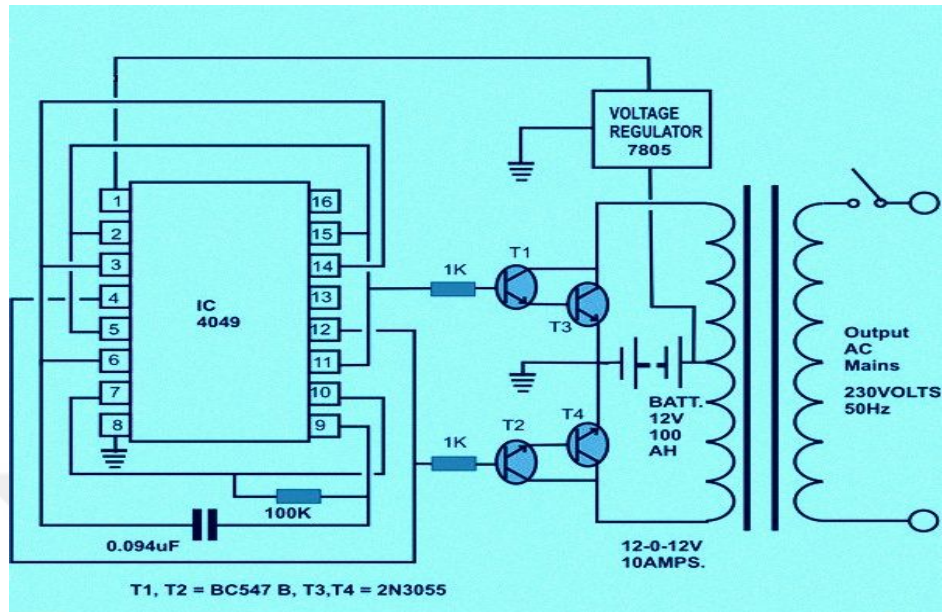 VOLTAGE
REGULATOR
7805
1
2
3
4
5
6
7
8
IC
4049
16
15
14
13
12
11
10
9
1K
T1
T3
1K
T2
T4
BATT.
12V
100
AH
Output
AC
Mains
230VOLTS
50Hz
100K
0.094uF
12-0-12V
10AMPS.
T1, T2 = BC547 B, T3,T4 = 2N3055